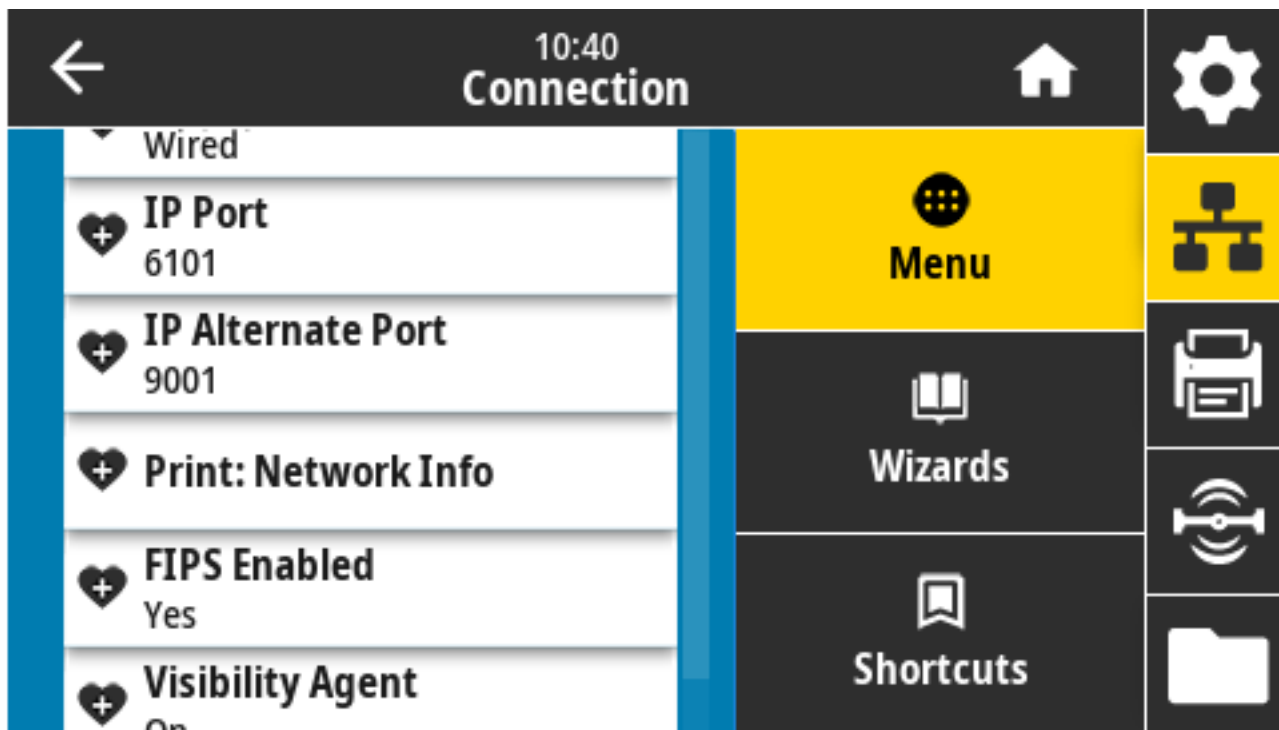 10:40
Connection
Wired
IP Port
6101
IP Alternate Port
9001
Print: Network Info
FIPS Enabled
Yes
Visibility Agent
On
Menu
Wizards
Shortcuts